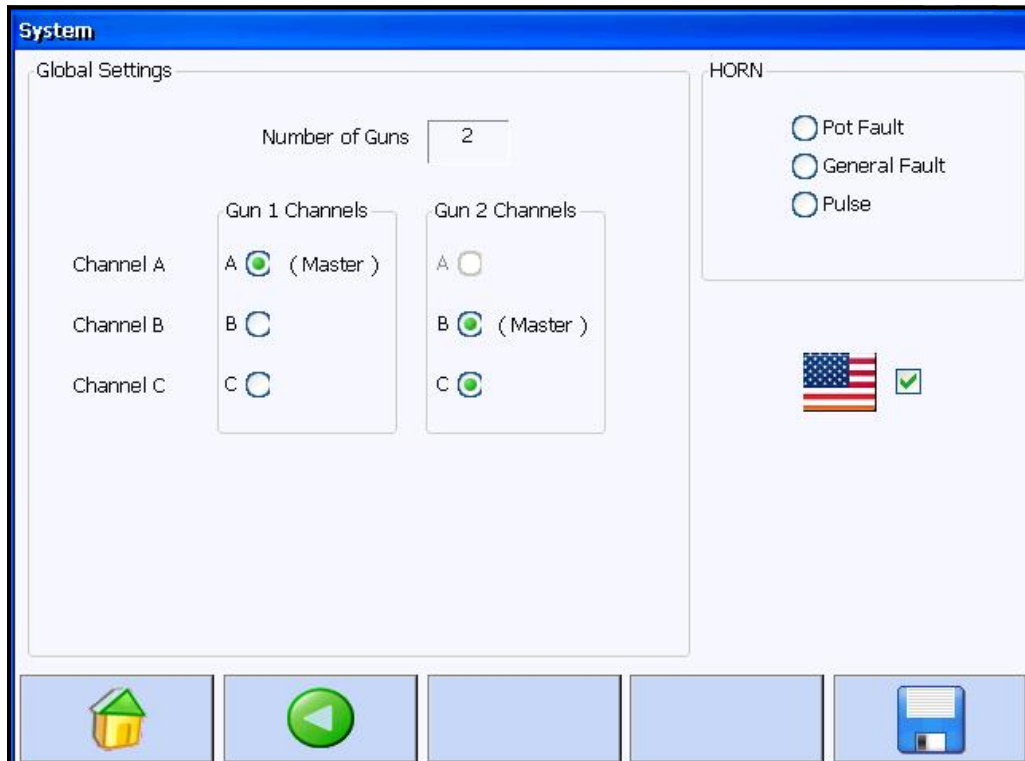 System
Global Settings
Number of Guns 2
Gun 1 Channels Gun 2 Channels
Channel A A ( Master ) A
Channel B B B ( Master )
Channel C C C
HORN
Pot Fault
General Fault
Pulse